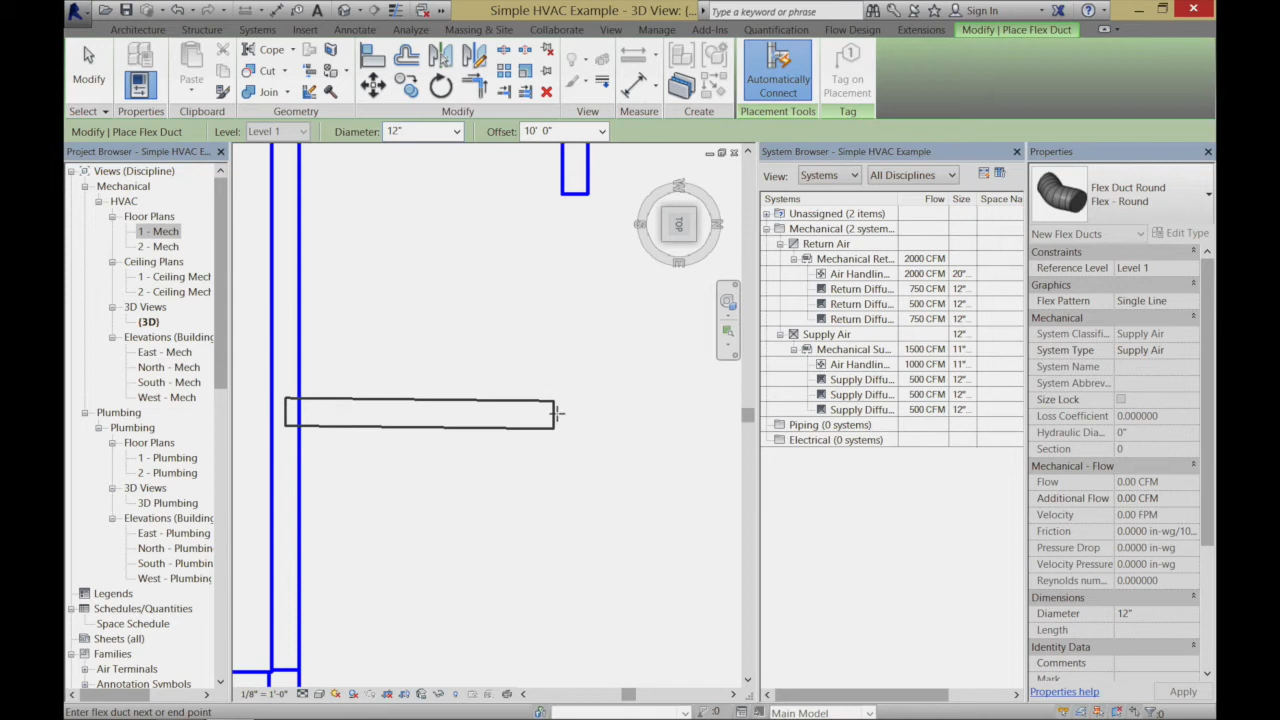 Simple HVAC Example - 3D View: {...
Type a keyword or phrase
Sign In
Architecture Structure Systems Insert Annotate Analyze Massing & Site Collaborate View Manage Add-Ins Quantification Flow Design Extensions Modify | Place Flex Duct
Modify
Cope
Cut
Join
Paste
Automatically Connect
Tag on Placement
Select Properties Clipboard Geometry Modify View Measure Create Placement Tools Tag
Modify | Place Flex Duct Level: Level 1 Diameter: 12" Offset: 10' 0"
Project Browser - Simple HVAC E...
Views (Discipline)
Mechanical
HVAC
Floor Plans
1 - Mech
2 - Mech
Ceiling Plans
1 - Ceiling Mech
2 - Ceiling Mech
3D Views
{3D}
Elevations (Building
East - Mech
North - Mech
South - Mech
West - Mech
Plumbing
Plumbing
Floor Plans
1 - Plumbing
2 - Plumbing
3D Views
3D Plumbing
Elevations (Building
East - Plumbing
North - Plumbin
South - Plumbin
West - Plumbing
Legends
Schedules/Quantities
Space Schedule
Sheets (all)
Families
Air Terminals
Annotation Symbols
TOP
System Browser - Simple HVAC Example
View: Systems All Disciplines
Systems Flow Size Space Na
Unassigned (2 items)
Mechanical (2 system...
Return Air
Mechanical Ret... 2000 CFM
Air Handlin... 2000 CFM 20"...
Return Diffu... 750 CFM 12"...
Return Diffu... 500 CFM 12"...
Return Diffu... 750 CFM 12"...
Supply Air 12"
Mechanical Su... 1500 CFM 11"...
Air Handlin... 1000 CFM 11"...
Supply Diffu... 500 CFM 12"...
Supply Diffu... 500 CFM 12"...
Supply Diffu... 500 CFM 12"...
Piping (0 systems)
Electrical (0 systems)
Properties
Flex Duct Round
Flex - Round
New Flex Ducts Edit Type
Constraints
Reference Level Level 1
Graphics
Flex Pattern Single Line
Mechanical
System Classifi... Supply Air
System Type Supply Air
System Name
System Abbrev...
Size Lock
Loss Coefficient 0.000000
Hydraulic Dia... 0"
Section 0
Mechanical - Flow
Flow 0.00 CFM
Additional Flow 0.00 CFM
Velocity 0.00 FPM
Friction 0.0000 in-wg/10...
Pressure Drop 0.0000 in-wg
Velocity Pressure 0.0000 in-wg
Reynolds num... 0.000000
Dimensions
Diameter 12"
Length
Identity Data
Comments
Mark
Properties help Apply
1/8" = 1'-0"
Enter flex duct next or end point
:0
Main Model
:0